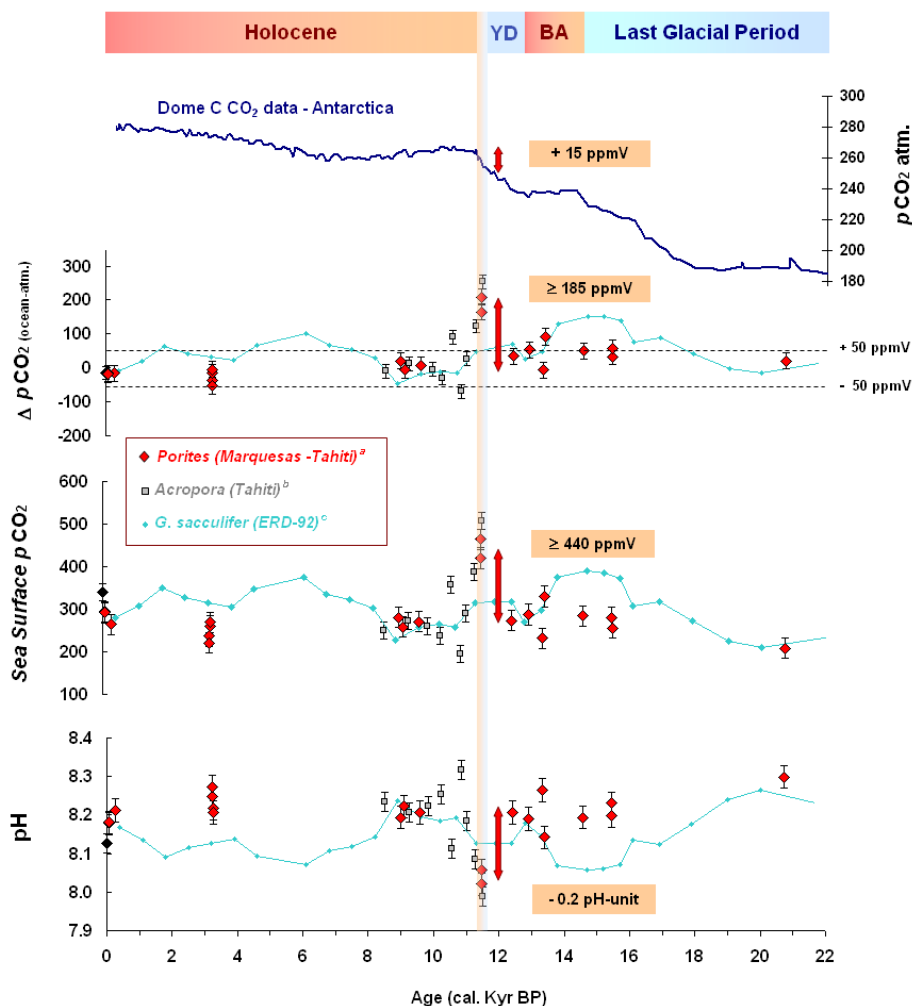 Holocene YD BA Last Glacial Period
Dome C CO2 data - Antarctica
+ 15 ppmV
300
280
260
240
220
200
180
p CO2 atm.
300
200
100
0
-100
-200
Δ p CO2 (ocean-atm.)
≥ 185 ppmV
+ 50 ppmV
- 50 ppmV
Porites (Marquesas -Tahiti)a
Acropora (Tahiti)b
G. sacculifer (ERD-92)c
600
500
400
300
200
100
Sea Surface p CO2
≥ 440 ppmV
8.4
8.3
8.2
8.1
8.0
7.9
pH
- 0.2 pH-unit
0 2 4 6 8 10 12 14 16 18 20 22
Age (cal. Kyr BP)